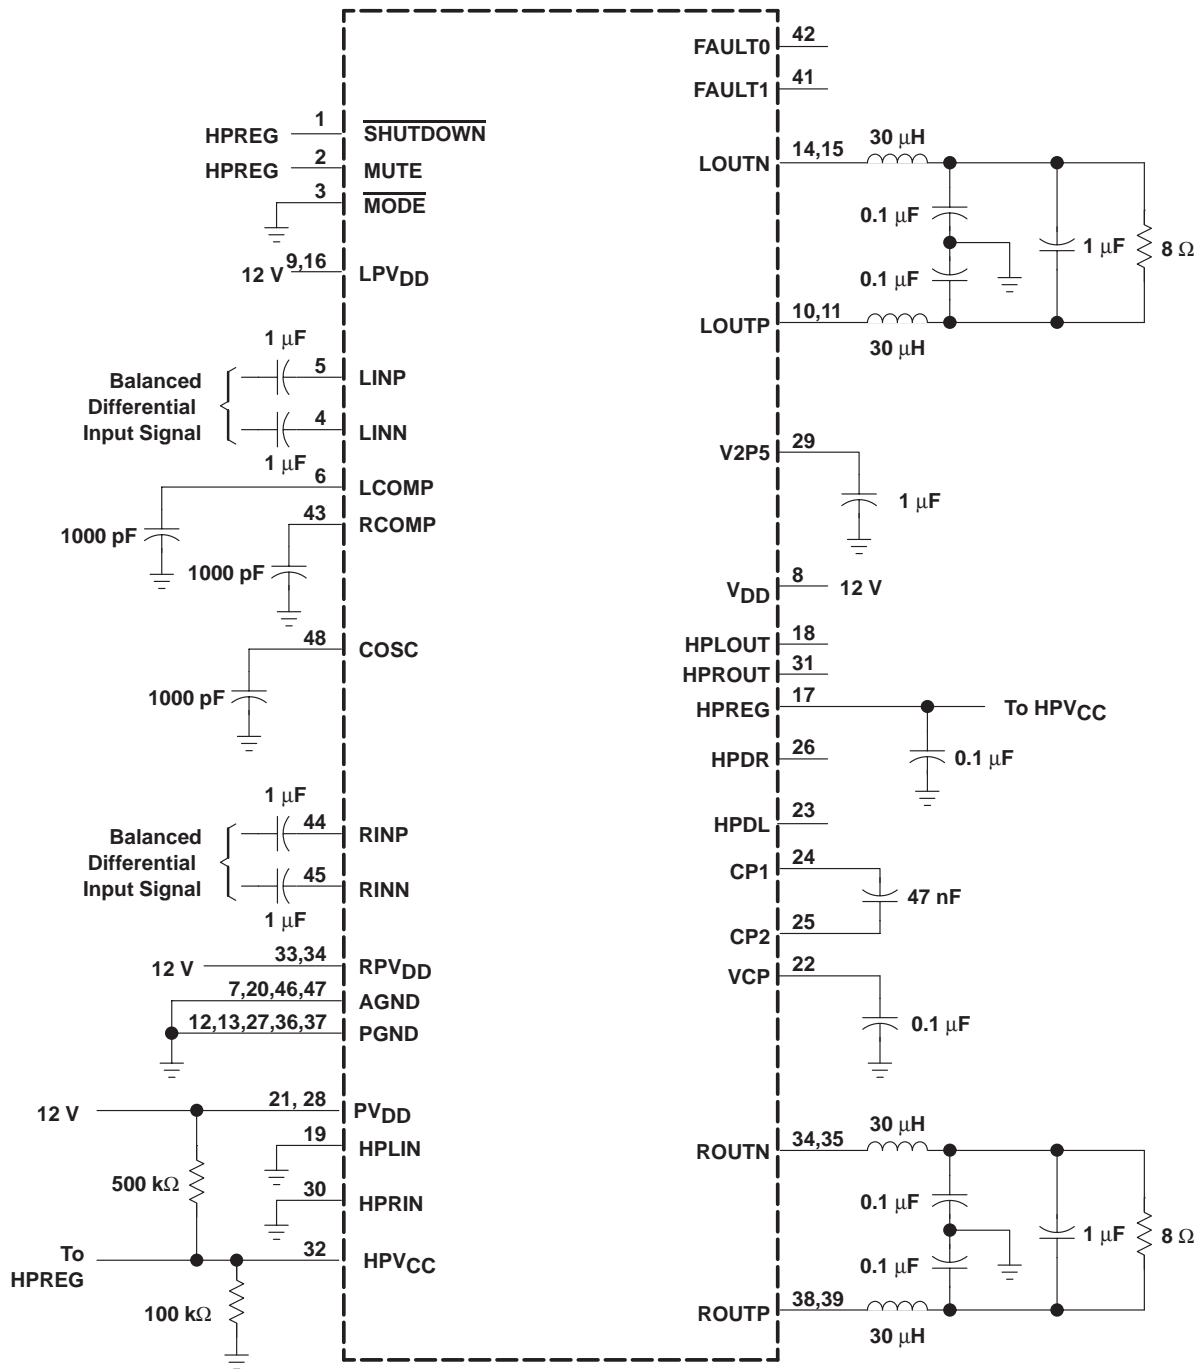 FAULT0 42
FAULT1 41
HPREG 1 SHUTDOWN
HPREG 2 MUTE
3 MODE
12 V 9,16 LPVDD
1 μF
5 LINP
Balanced
Differential
Input Signal
4 LINN
1 μF
6 LCOMP
1000 pF
43 RCOMP
1000 pF
48 COSC
1000 pF
1 μF
44 RINP
Balanced
Differential
Input Signal
45 RINN
1 μF
12 V 33,34 RPVDD
7,20,46,47 AGND
12,13,27,36,37 PGND
12 V 21, 28 PVDD
19 HPLIN
500 kΩ
30 HPRIN
To
HPREG
32 HPVCC
100 kΩ
LOUTN 14,15 30 μH
0.1 μF
1 μF 8 Ω
0.1 μF
LOUTP 10,11
30 μH
V2P5 29
1 μF
VDD 8 12 V
HPLOUT 18
HPROUT 31
HPREG 17 To HPVCC
0.1 μF
HPDR 26
HPDL 23
CP1 24
47 nF
CP2 25
VCP 22
0.1 μF
ROUTN 34,35 30 μH
0.1 μF
1 μF 8 Ω
0.1 μF
ROUTP 38,39
30 μH